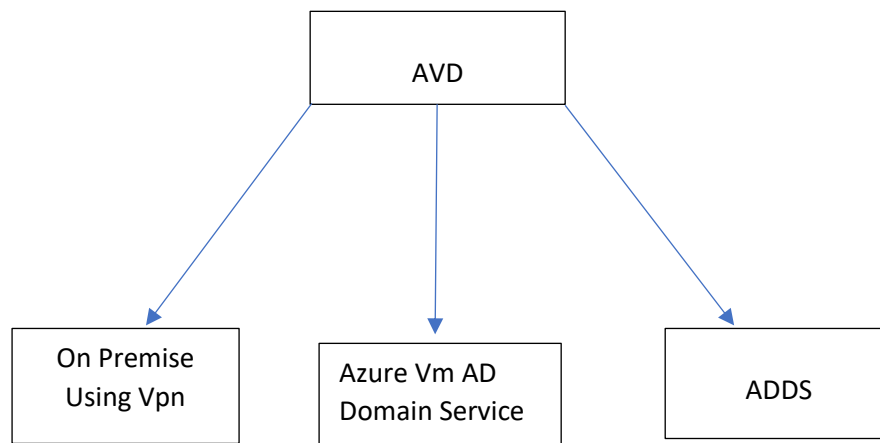 AVD
On Premise
Using Vpn
Azure Vm AD
Domain Service
ADDS